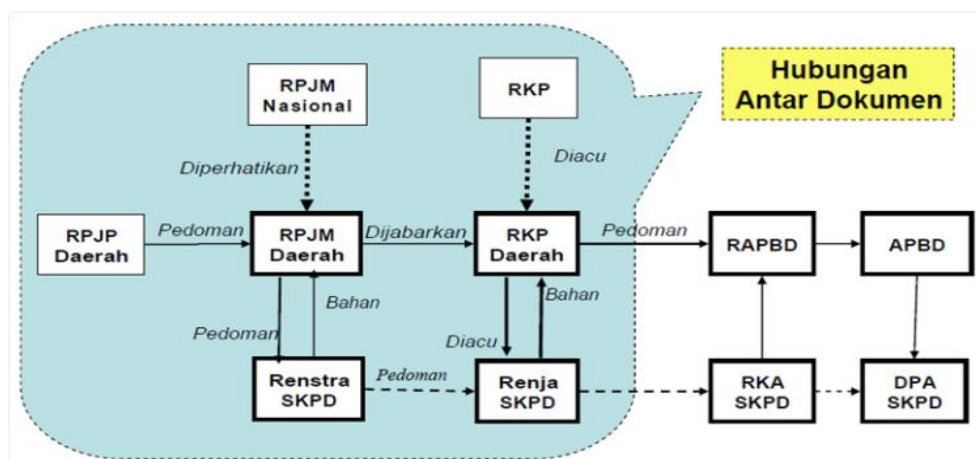 RPJM
Nasional
RKP
Hubungan
Antar Dokumen
Diperhatikan
Diacu
RPJP
Daerah
Pedoman
RPJM
Daerah
Dijabarkan
RKP
Daerah
Pedoman
RAPBD
APBD
Pedoman
Bahan
Diacu
Bahan
Renstra
SKPD
Pedoman
Renja
SKPD
RKA
SKPD
DPA
SKPD